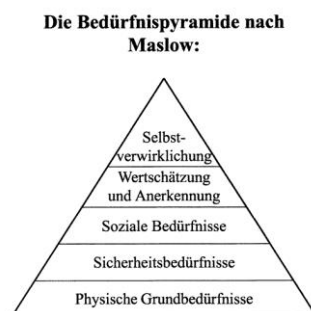 Die Bedürfnispyramide nach
Maslow:
Selbst-
verwirklichung
Wertschätzung
und Anerkennung
Soziale Bedürfnisse
Sicherheitsbedürfnisse
Physische Grundbedürfnisse